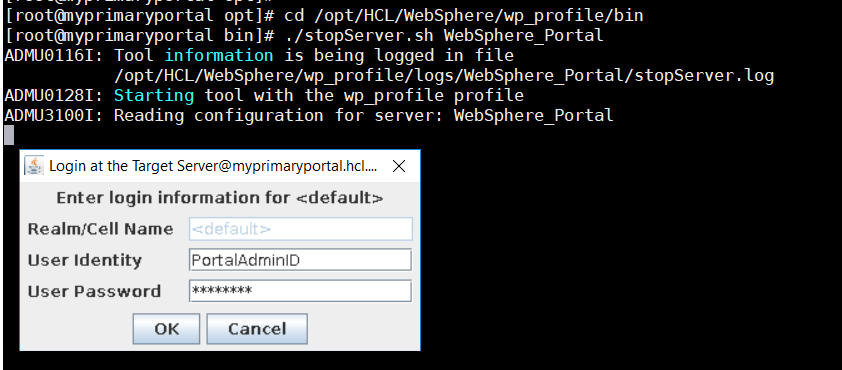 [root@myprimaryportal opt]#
[root@myprimaryportal opt]# cd /opt/HCL/WebSphere/wp_profile/bin
[root@myprimaryportal bin]# ./stopServer.sh WebSphere_Portal
ADMU0116I: Tool information is being logged in file
/opt/HCL/WebSphere/wp_profile/logs/WebSphere_Portal/stopServer.log
ADMU0128I: Starting tool with the wp_profile profile
ADMU3100I: Reading configuration for server: WebSphere_Portal
Login at the Target Server@myprimaryportal.hcl....
Enter login information for <default>
Realm/Cell Name <default>
User Identity PortalAdminID
User Password ********
OK Cancel